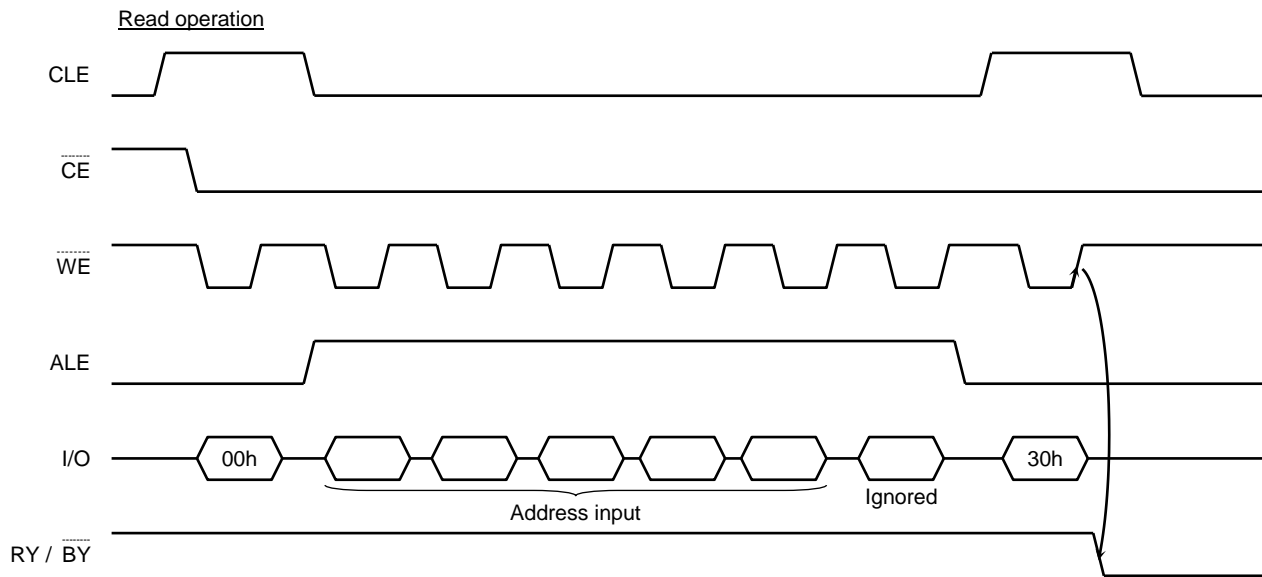 Read operation
CLE
CE
WE
ALE
I/O
00h
30h
Ignored
Address input
RY / BY